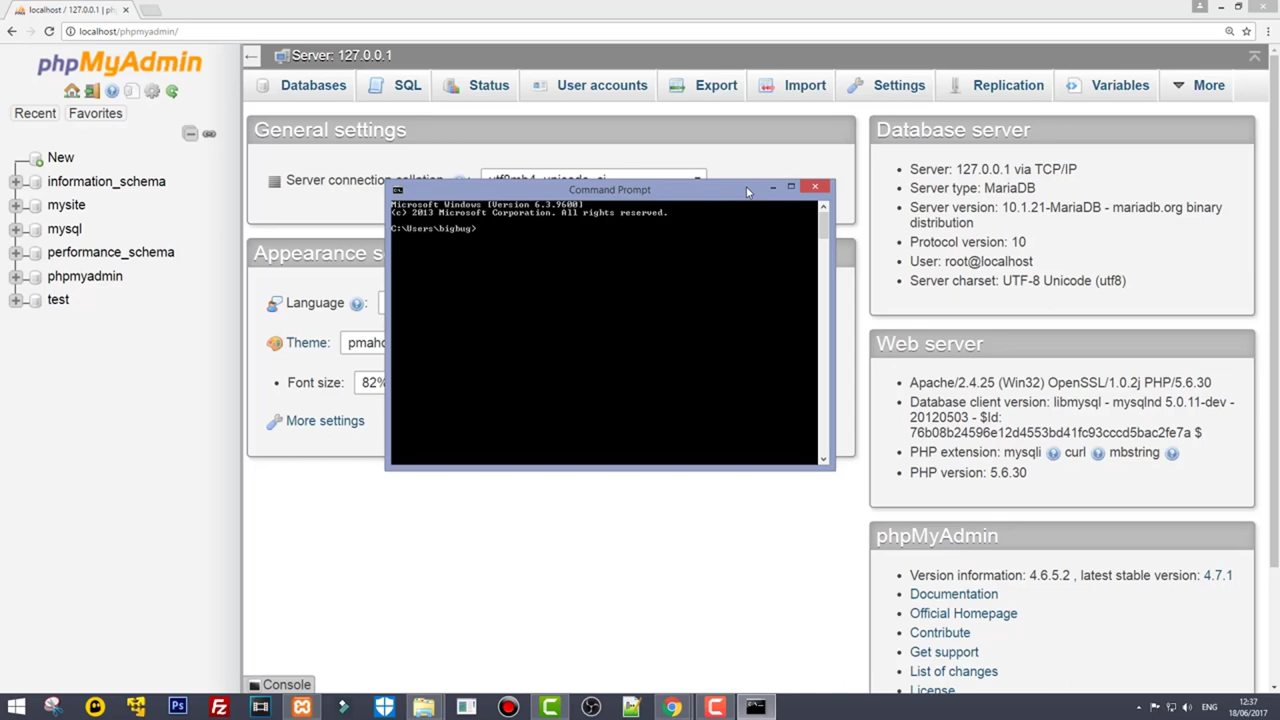 localhost / 127.0.0.1 | p
localhost/phpmyadmin/
phpMyAdmin
Recent
Favorites
New
information_schema
mysite
mysql
performance_schema
phpmyadmin
test
Server: 127.0.0.1
Databases
SQL
Status
User accounts
Export
Import
Settings
Replication
Variables
More
General settings
Server connection collation
utf8mb4_unicode_ci
Appearance s
Language
:
Theme:
pmaho
Font size:
82%
More settings
Command Prompt
Microsoft Windows [Version 6.3.9600]
(c) 2013 Microsoft Corporation. All rights reserved.
C:\Users\bigbug>
Database server
Server: 127.0.0.1 via TCP/IP
Server type: MariaDB
Server version: 10.1.21-MariaDB - mariadb.org binary
distribution
Protocol version: 10
User: root@localhost
Server charset: UTF-8 Unicode (utf8)
Web server
Apache/2.4.25 (Win32) OpenSSL/1.0.2j PHP/5.6.30
Database client version: libmysql - mysqlnd 5.0.11-dev -
20120503 - $Id:
76b08b24596e12d4553bd41fc93cccd5bac2fe7a $
PHP extension: mysqli curl mbstring
PHP version: 5.6.30
phpMyAdmin
Version information: 4.6.5.2 , latest stable version: 4.7.1
Documentation
Official Homepage
Contribute
Get support
List of changes
License
Console
ENG
12:37
18/06/2017